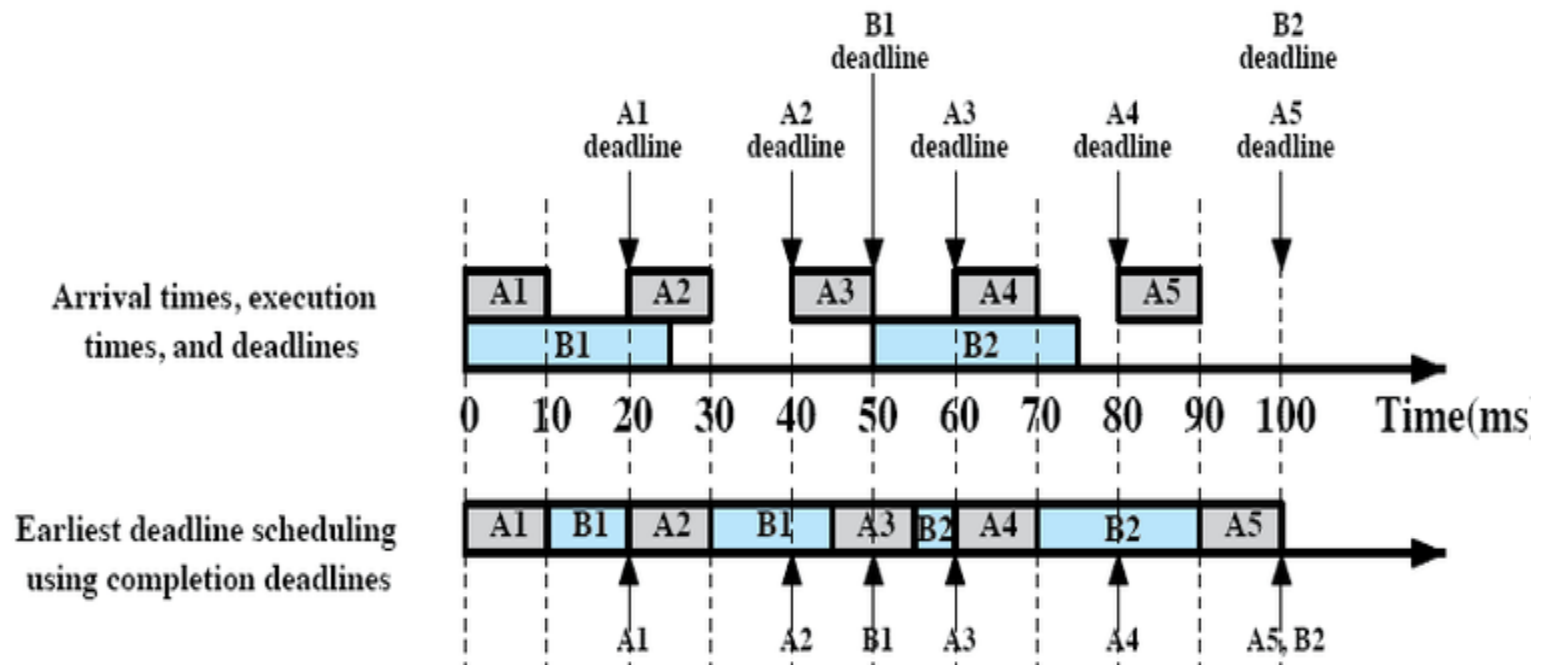 B1
deadline
B2
deadline
A1
deadline
A2
deadline
A3
deadline
A4
deadline
A5
deadline
Arrival times, execution
times, and deadlines
A1
A2
A3
A4
A5
B1
B2
0 10 20 30 40 50 60 70 80 90 100 Time(ms
Earliest deadline scheduling
using completion deadlines
A1 B1 A2 B1 A3 B2 A4 B2 A5
A1 A2 B1 A3 A4 A5, B2